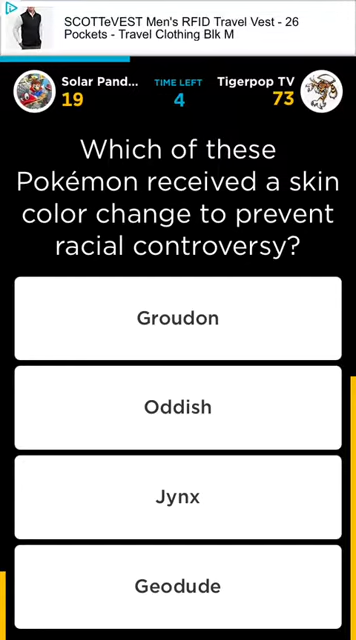 SCOTTeVEST Men's RFID Travel Vest - 26
Pockets - Travel Clothing Blk M
Solar Pand... TIME LEFT Tigerpop TV
19 4 73
Which of these
Pokémon received a skin
color change to prevent
racial controversy?
Groudon
Oddish
Jynx
Geodude